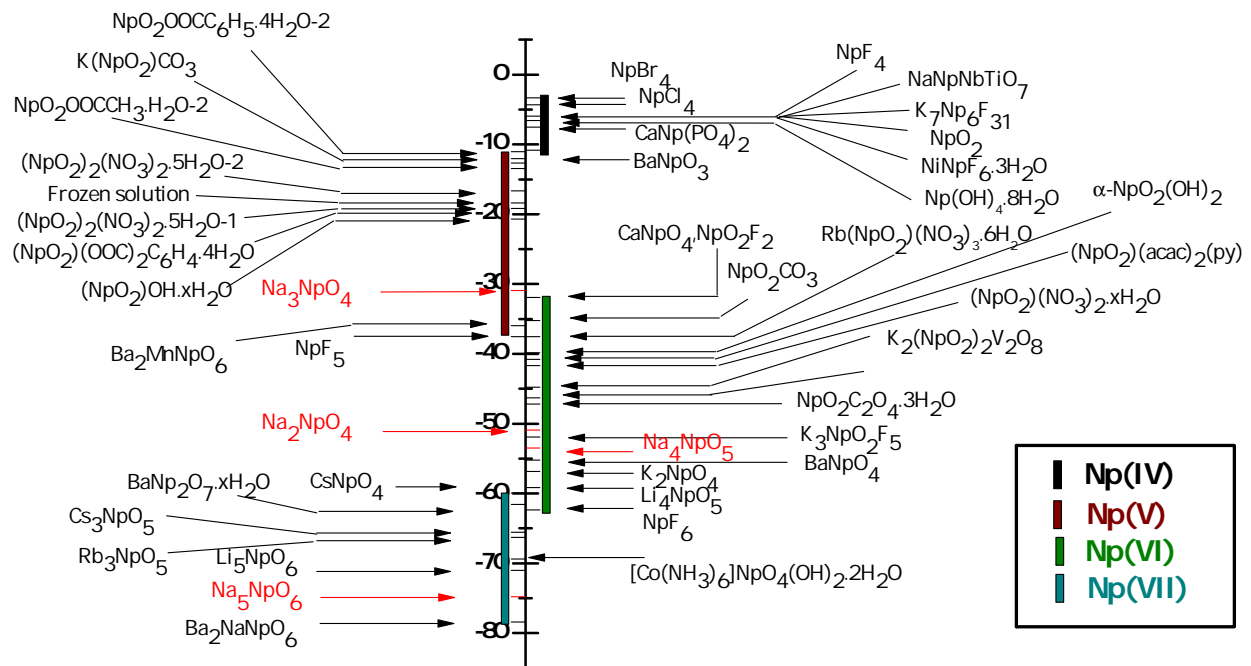 NpO2OOCC6H5.4H2O-2
K(NpO2)CO3
NpO2OOCCH3.H2O-2
(NpO2)2(NO3)2.5H2O-2
Frozen solution
(NpO2)2(NO3)2.5H2O-1
(NpO2)(OOC)2C6H4.4H2O
(NpO2)OH.xH2O
Na3NpO4
Ba2MnNpO6
NpF5
Na2NpO4
BaNp2O7.xH2O
CsNpO4
Cs3NpO5
Rb3NpO5
Li5NpO6
Na5NpO6
Ba2NaNpO6
0
-10
-20
-30
-40
-50
-60
-70
-80
NpBr4
NpCl4
CaNp(PO4)2
BaNpO3
NpF4
NaNpNbTiO7
K7Np6F31
NpO2
NiNpF6.3H2O
Np(OH)4.8H2O
α-NpO2(OH)2
CaNpO4,NpO2F2
Rb(NpO2)(NO3)3.6H2O
NpO2CO3
(NpO2)(acac)2(py)
(NpO2)(NO3)2.xH2O
K2(NpO2)2V2O8
NpO2C2O4.3H2O
K3NpO2F5
Na4NpO5
BaNpO4
K2NpO4
Li4NpO5
NpF6
[Co(NH3)6]NpO4(OH)2.2H2O
Np(IV)
Np(V)
Np(VI)
Np(VII)